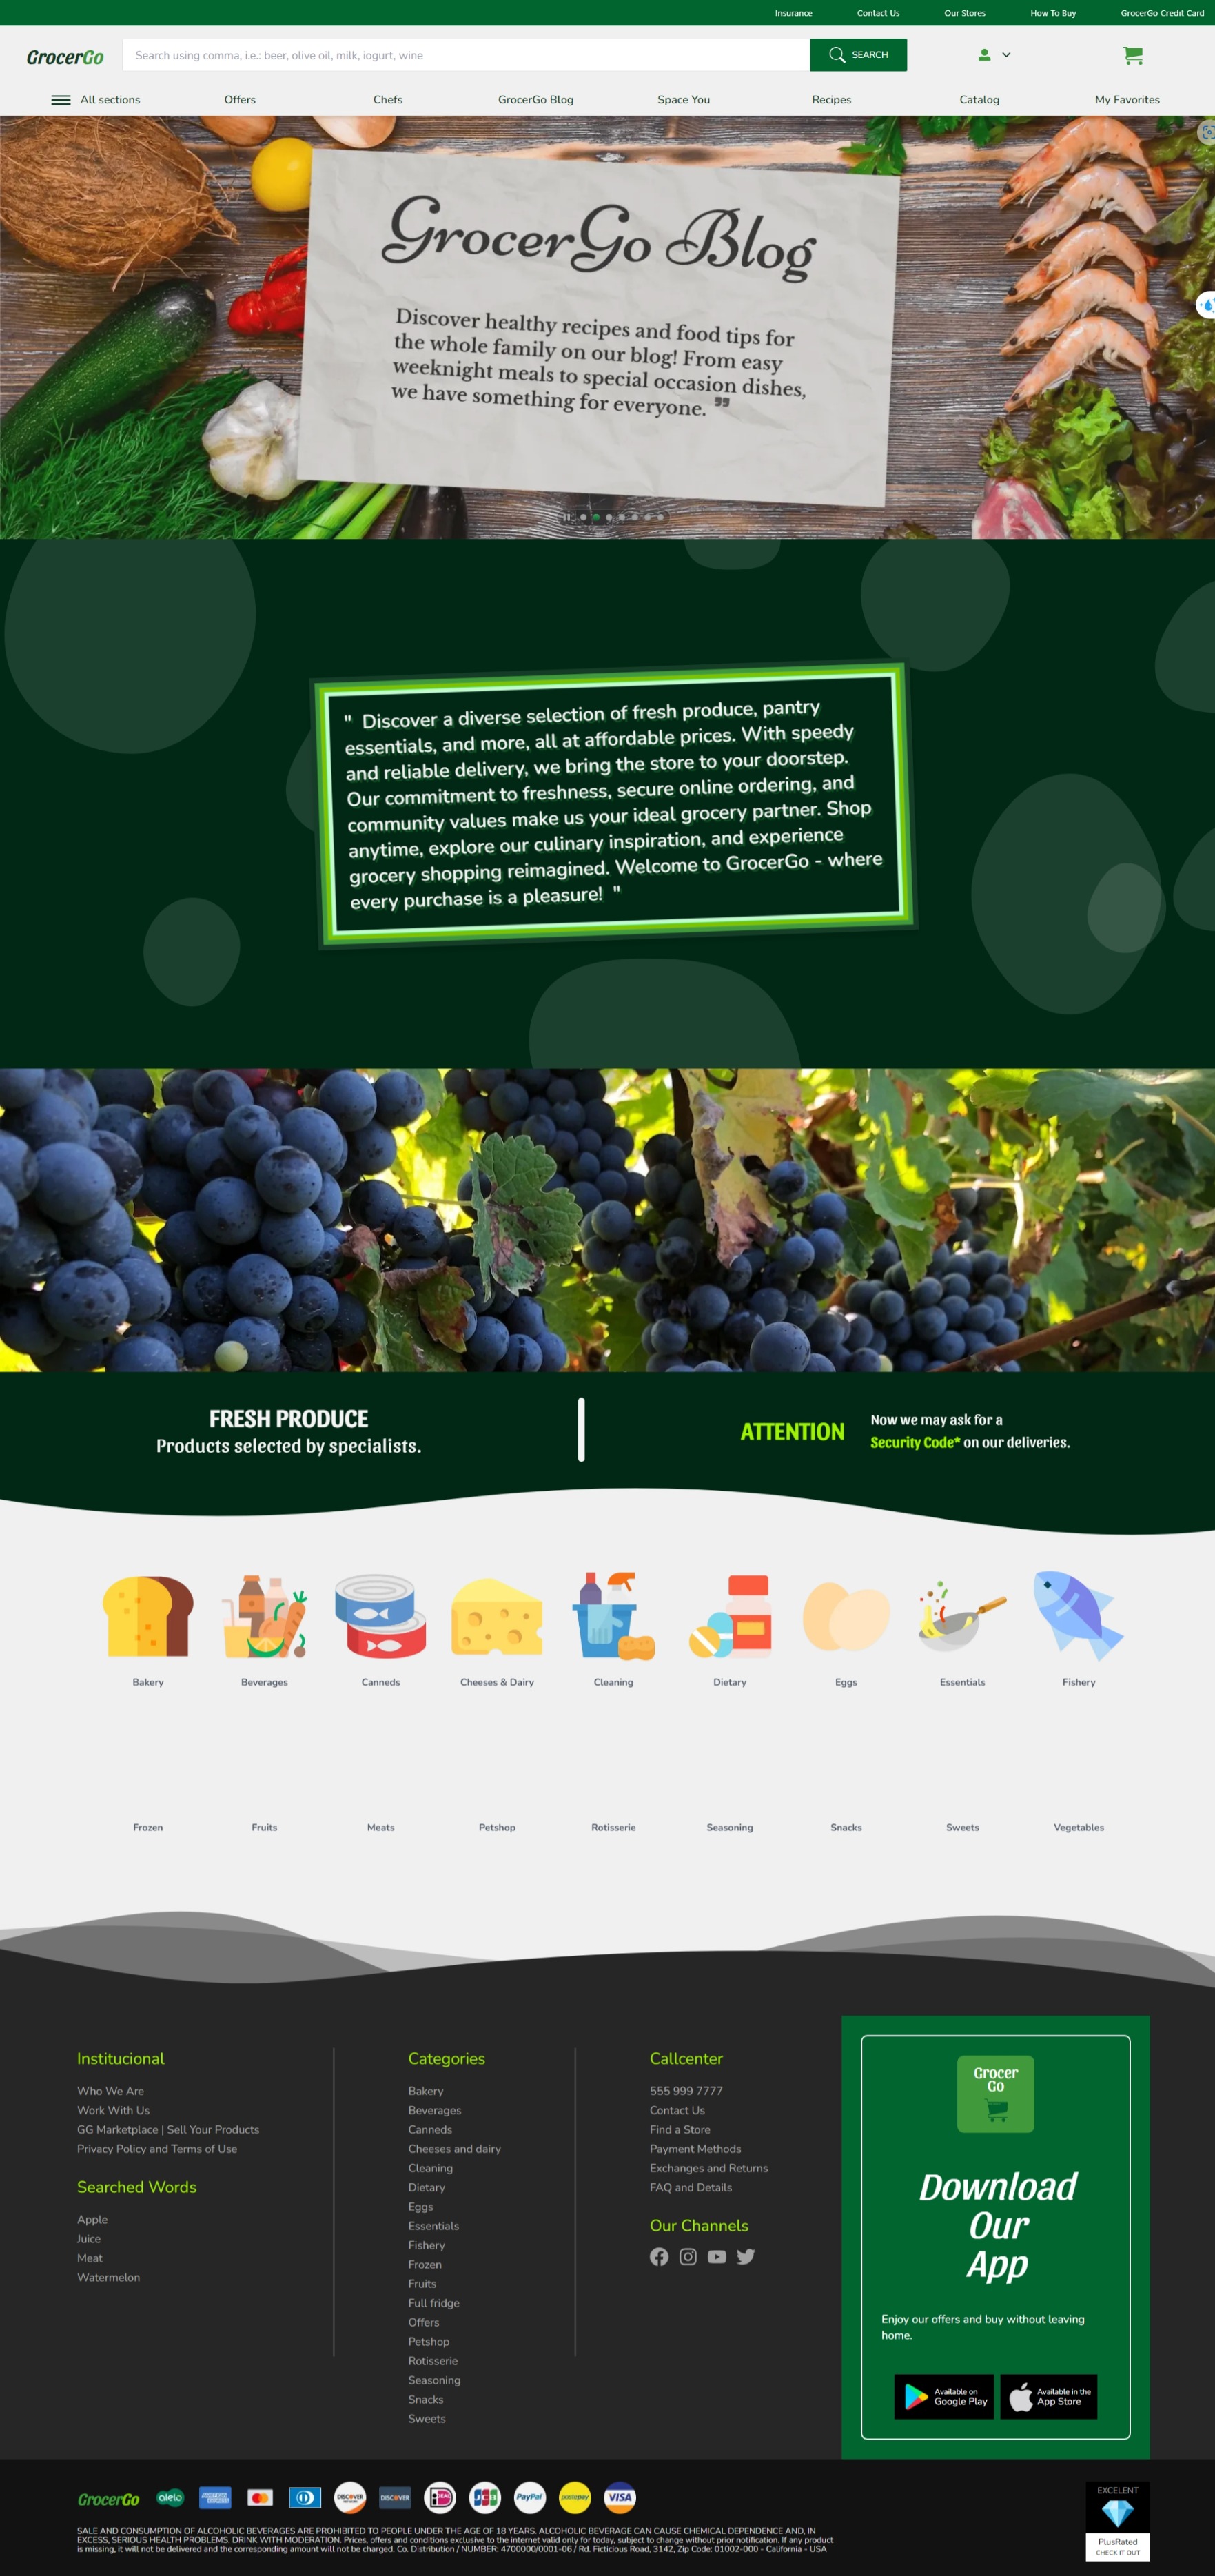 Insurance
Contact Us
Our Stores
How To Buy
GrocerGo Credit Card
GrocerGo
Search using comma, i.e.: beer, olive oil, milk, iogurt, wine
SEARCH
All sections
Offers
Chefs
GrocerGo Blog
Space You
Recipes
Catalog
My Favorites
GrocerGo Blog
Discover healthy recipes and food tips for
the whole family on our blog! From easy
weeknight meals to special occasion dishes,
we have something for everyone. ”
" Discover a diverse selection of fresh produce, pantry
essentials, and more, all at affordable prices. With speedy
and reliable delivery, we bring the store to your doorstep.
Our commitment to freshness, secure online ordering, and
community values make us your ideal grocery partner. Shop
anytime, explore our culinary inspiration, and experience
grocery shopping reimagined. Welcome to GrocerGo - where
every purchase is a pleasure! "
FRESH PRODUCE
Products selected by specialists.
ATTENTION
Now we may ask for a
Security Code* on our deliveries.
Bakery
Beverages
Canneds
Cheeses & Dairy
Cleaning
Dietary
Eggs
Essentials
Fishery
Frozen
Fruits
Meats
Petshop
Rotisserie
Seasoning
Snacks
Sweets
Vegetables
Institucional
Who We Are
Work With Us
GG Marketplace | Sell Your Products
Privacy Policy and Terms of Use
Searched Words
Apple
Juice
Meat
Watermelon
Categories
Bakery
Beverages
Canneds
Cheeses and dairy
Cleaning
Dietary
Eggs
Essentials
Fishery
Frozen
Fruits
Full fridge
Offers
Petshop
Rotisserie
Seasoning
Snacks
Sweets
Callcenter
555 999 7777
Contact Us
Find a Store
Payment Methods
Exchanges and Returns
FAQ and Details
Our Channels
Grocer
Go
Download
Our
App
Enjoy our offers and buy without leaving
home.
Available on
Google Play
Available in the
App Store
GrocerGo
alelo
AMERICAN EXPRESS
DISCOVER
DISCOVER
iDEAL
JCB
PayPal
postepay
VISA
EXCELENT
PlusRated
CHECK IT OUT
SALE AND CONSUMPTION OF ALCOHOLIC BEVERAGES ARE PROHIBITED TO PEOPLE UNDER THE AGE OF 18 YEARS. ALCOHOLIC BEVERAGE CAN CAUSE CHEMICAL DEPENDENCE AND, IN
EXCESS, SERIOUS HEALTH PROBLEMS. DRINK WITH MODERATION. Prices, offers and conditions exclusive to the internet valid only for today, subject to change without prior notification. If any product
is missing, it will not be delivered and the corresponding amount will not be charged. Co. Distribution / NUMBER: 4700000/0001-06 / Rd. Ficticious Road, 3142, Zip Code: 01002-000 - California - USA